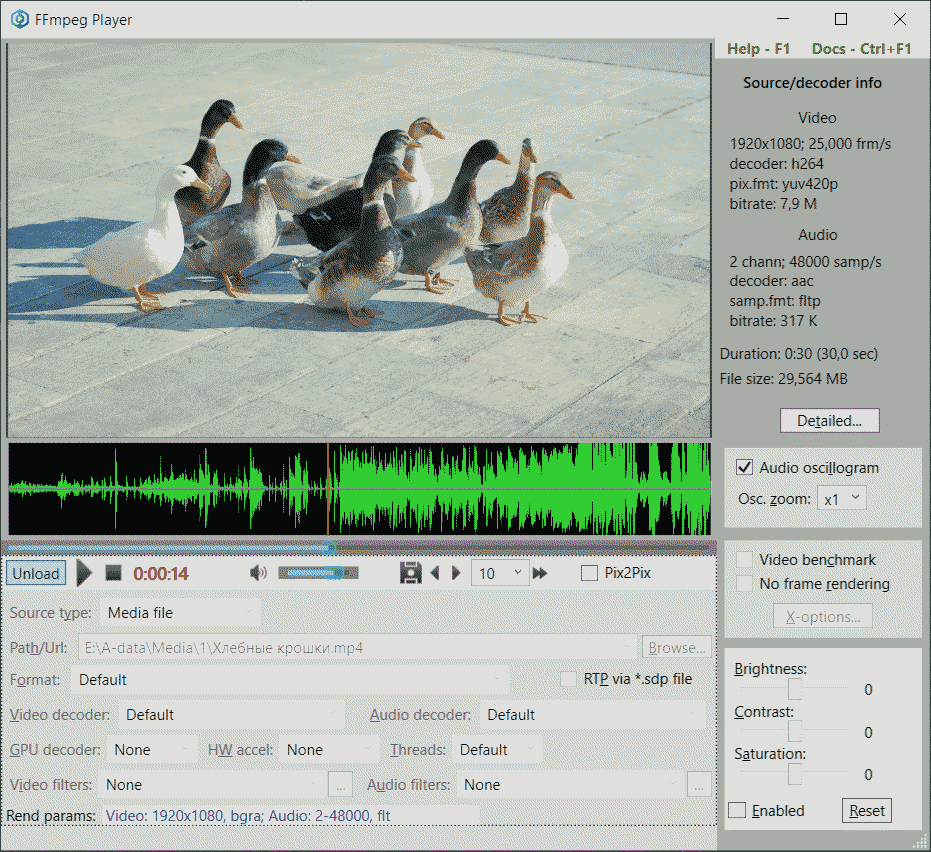 FFmpeg Player
Help - F1 Docs - Ctrl+F1
Source/decoder info
Video
1920x1080; 25,000 frm/s
decoder: h264
pix.fmt: yuv420p
bitrate: 7,9 M
Audio
2 chann; 48000 samp/s
decoder: aac
samp.fmt: fltp
bitrate: 317 K
Duration: 0:30 (30,0 sec)
File size: 29,564 MB
Detailed...
Audio oscillogram
Osc. zoom: x1
Video benchmark
No frame rendering
X-options...
Brightness:
0
Contrast:
0
Saturation:
0
Enabled Reset
Unload 0:00:14 10 Pix2Pix
Source type: Media file
Path/Url: E:\A-data\Media\1\Хлебные крошки.mp4 Browse...
Format: Default RTP via *.sdp file
Video decoder: Default Audio decoder: Default
GPU decoder: None HW accel: None Threads: Default
Video filters: None ... Audio filters: None ...
Rend params: Video: 1920x1080, bgra; Audio: 2-48000, flt